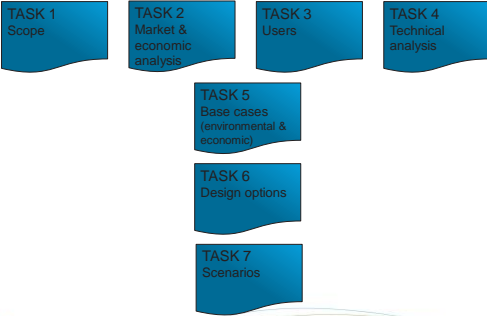 TASK 1
Scope
TASK 2
Market &
economic
analysis
TASK 3
Users
TASK 4
Technical
analysis
TASK 5
Base cases
(environmental &
economic)
TASK 6
Design options
TASK 7
Scenarios